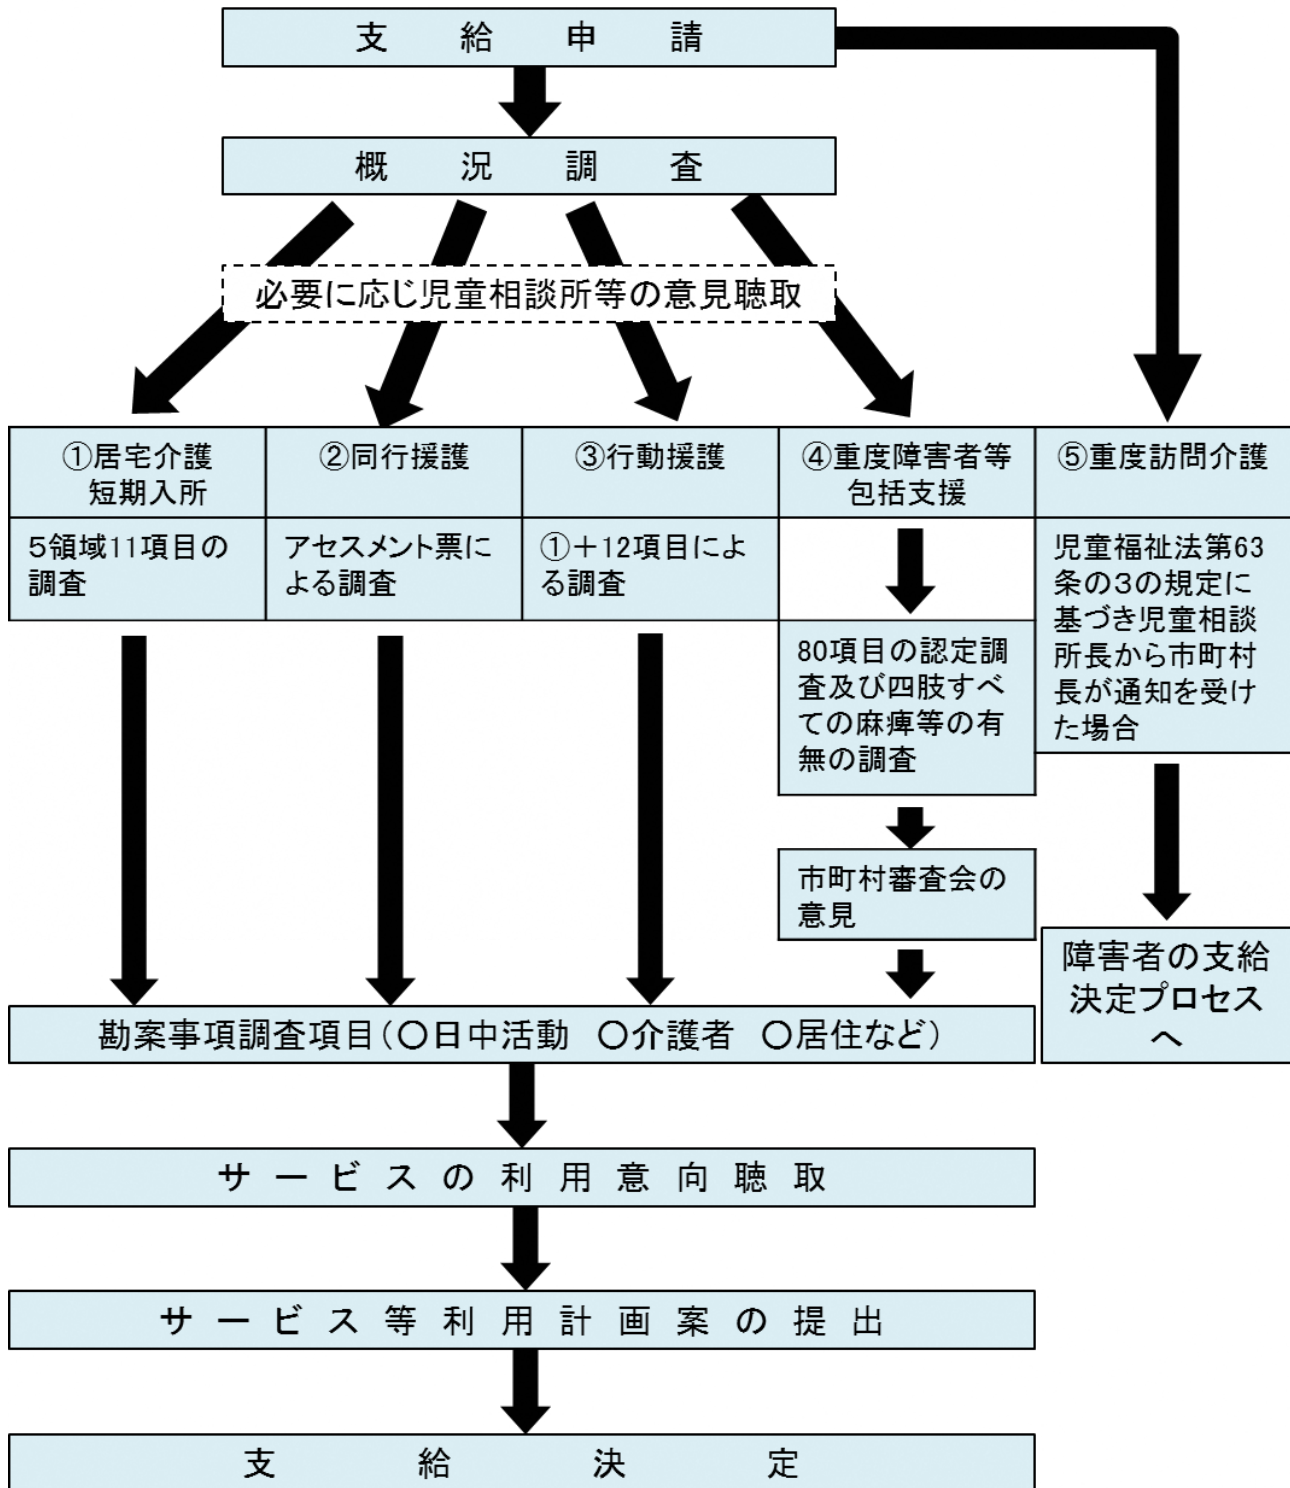 支給申請
概況調査
必要に応じ児童相談所等の意見聴取
①居宅介護
短期入所
5領域11項目の
調査
②同行援護
アセスメント票に
よる調査
③行動援護
①+12項目によ
る調査
④重度障害者等
包括支援
80項目の認定調
査及び四肢すべ
ての麻痺等の有
無の調査
市町村審査会の
意見
⑤重度訪問介護
児童福祉法第63
条の3の規定に
基づき児童相談
所長から市町村
長が通知を受け
た場合
障害者の支給
決定プロセス
へ
勘案事項調査項目(〇日中活動 〇介護者 〇居住など)
サービスの利用意向聴取
サービス等利用計画案の提出
支給決定